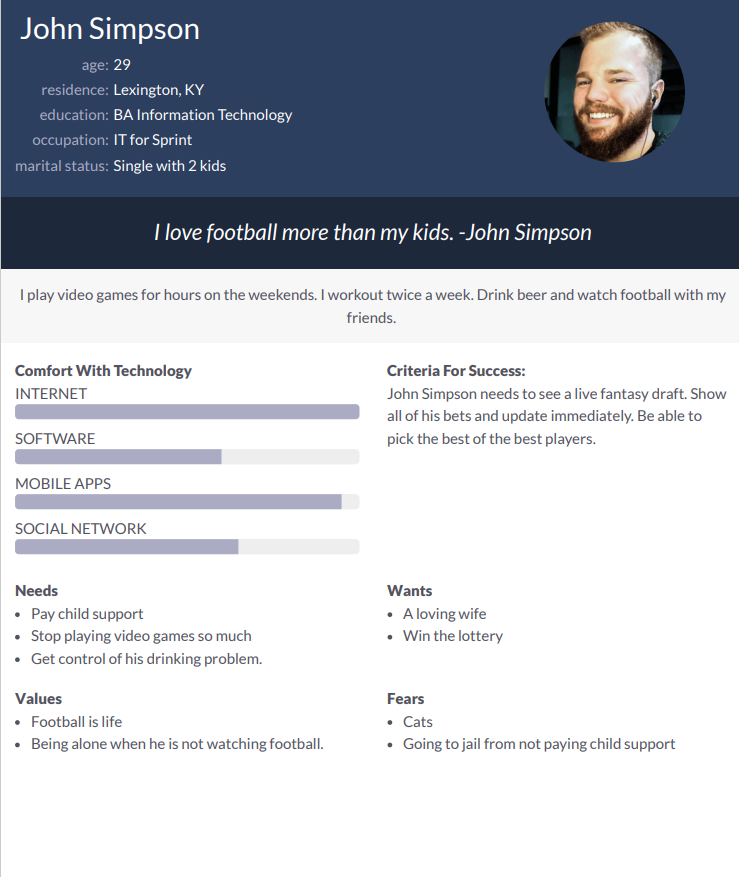 John Simpson
age: 29
residence: Lexington, KY
education: BA Information Technology
occupation: IT for Sprint
marital status: Single with 2 kids
I love football more than my kids. -John Simpson
I play video games for hours on the weekends. I workout twice a week. Drink beer and watch football with my
friends.
Comfort With Technology
INTERNET
SOFTWARE
MOBILE APPS
SOCIAL NETWORK
Criteria For Success:
John Simpson needs to see a live fantasy draft. Show
all of his bets and update immediately. Be able to
pick the best of the best players.
Needs
• Pay child support
• Stop playing video games so much
• Get control of his drinking problem.
Wants
• A loving wife
• Win the lottery
Values
• Football is life
• Being alone when he is not watching football.
Fears
• Cats
• Going to jail from not paying child support